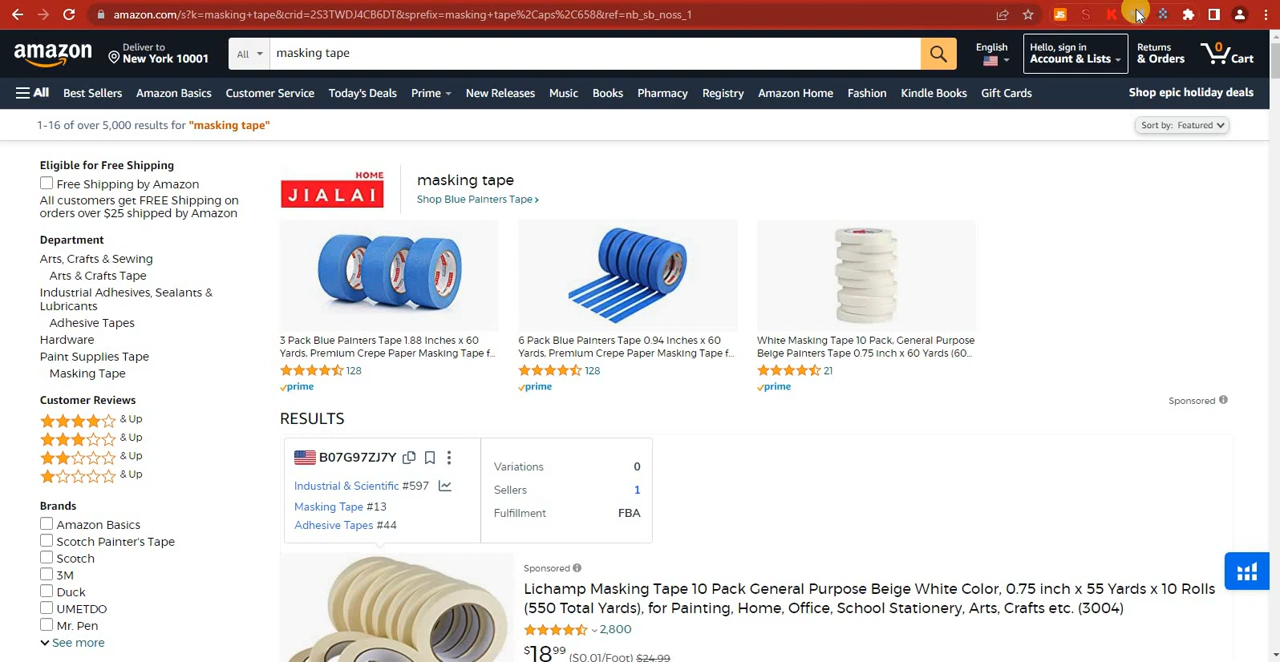 amazon.com/s?k=masking+tape&crid=2S3TWDJ4CB6DT&sprefix=masking+tape%2Caps%2C658&ref=nb_sb_noss_1
JS
S
K
amazon
Deliver to
New York 10001
All
masking tape
English
Hello, sign in
Account & Lists
Returns
& Orders
0
Cart
All
Best Sellers
Amazon Basics
Customer Service
Today's Deals
Prime
New Releases
Music
Books
Pharmacy
Registry
Amazon Home
Fashion
Kindle Books
Gift Cards
Shop epic holiday deals
1-16 of over 5,000 results for "masking tape"
Sort by: Featured
Eligible for Free Shipping
Free Shipping by Amazon
All customers get FREE Shipping on
orders over $25 shipped by Amazon
Department
Arts, Crafts & Sewing
Arts & Crafts Tape
Industrial Adhesives, Sealants &
Lubricants
Adhesive Tapes
Hardware
Paint Supplies Tape
Masking Tape
Customer Reviews
& Up
& Up
& Up
& Up
Brands
Amazon Basics
Scotch Painter's Tape
Scotch
3M
Duck
UMETDO
Mr. Pen
See more
HOME
JIALAI
masking tape
Shop Blue Painters Tape ›
3 Pack Blue Painters Tape 1.88 Inches x 60
Yards, Premium Crepe Paper Masking Tape f...
128
prime
6 Pack Blue Painters Tape 0.94 Inches x 60
Yards, Premium Crepe Paper Masking Tape f...
128
prime
White Masking Tape 10 Pack, General Purpose
Beige Painters Tape 0.75 Inch x 60 Yards (60...
21
prime
Sponsored
RESULTS
B07G97ZJ7Y
Industrial & Scientific #597
Masking Tape #13
Adhesive Tapes #44
Variations 0
Sellers 1
Fulfillment FBA
Sponsored
Lichamp Masking Tape 10 Pack General Purpose Beige White Color, 0.75 inch x 55 Yards x 10 Rolls
(550 Total Yards), for Painting, Home, Office, School Stationery, Arts, Crafts etc. (3004)
2,800
$18.99 ($0.01/Foot) $24.99